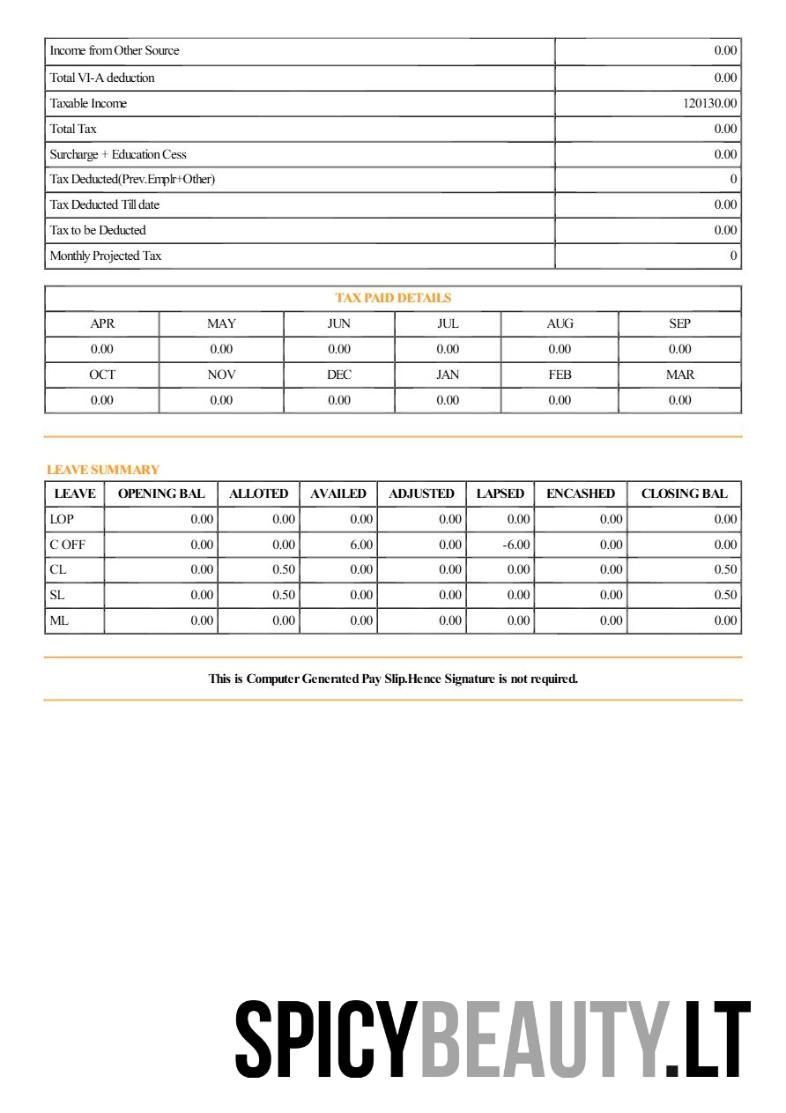 Income from Other Source 0.00
Total VI-A deduction 0.00
Taxable Income 120130.00
Total Tax 0.00
Surcharge + Education Cess 0.00
Tax Deducted(Prev.Emplr+Other) 0
Tax Deducted Till date 0.00
Tax to be Deducted 0.00
Monthly Projected Tax 0
TAX PAID DETAILS
APR MAY JUN JUL AUG SEP
0.00 0.00 0.00 0.00 0.00 0.00
OCT NOV DEC JAN FEB MAR
0.00 0.00 0.00 0.00 0.00 0.00
LEAVE SUMMARY
LEAVE OPENING BAL ALLOTED AVAILED ADJUSTED LAPSED ENCASHED CLOSING BAL
LOP 0.00 0.00 0.00 0.00 0.00 0.00 0.00
C OFF 0.00 0.00 6.00 0.00 -6.00 0.00 0.00
CL 0.00 0.50 0.00 0.00 0.00 0.00 0.50
SL 0.00 0.50 0.00 0.00 0.00 0.00 0.50
ML 0.00 0.00 0.00 0.00 0.00 0.00 0.00
This is Computer Generated Pay Slip.Hence Signature is not required.
SPICYBEAUTY.LT